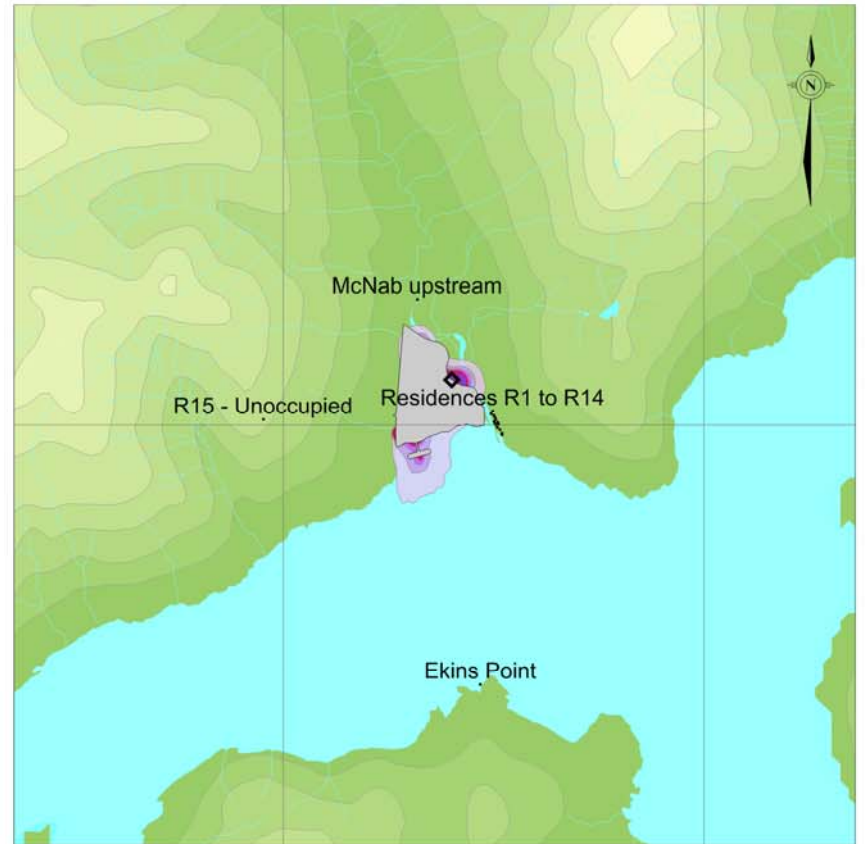 N
McNab upstream
Residences R1 to R14
R15 - Unoccupied
Ekins Point